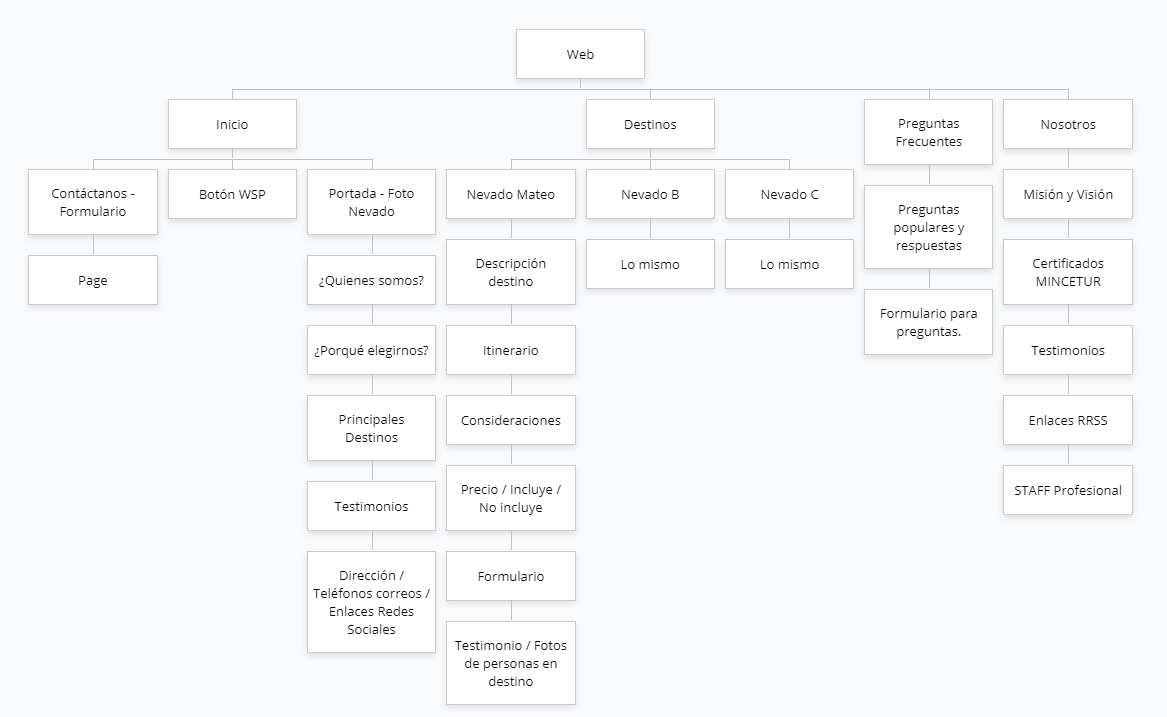 Web
Inicio
Destinos
Preguntas
Frecuentes
Nosotros
Contáctanos -
Formulario
Botón WSP
Portada - Foto
Nevado
Nevado Mateo
Nevado B
Nevado C
Preguntas
populares y
respuestas
Misión y Visión
Page
¿Quienes somos?
Descripción
destino
Lo mismo
Lo mismo
Formulario para
preguntas.
Certificados
MINCETUR
¿Porqué elegirnos?
Itinerario
Testimonios
Principales
Destinos
Consideraciones
Enlaces RRSS
Testimonios
Precio / Incluye /
No incluye
STAFF Profesional
Dirección /
Teléfonos correos /
Enlaces Redes
Sociales
Formulario
Testimonio / Fotos
de personas en
destino